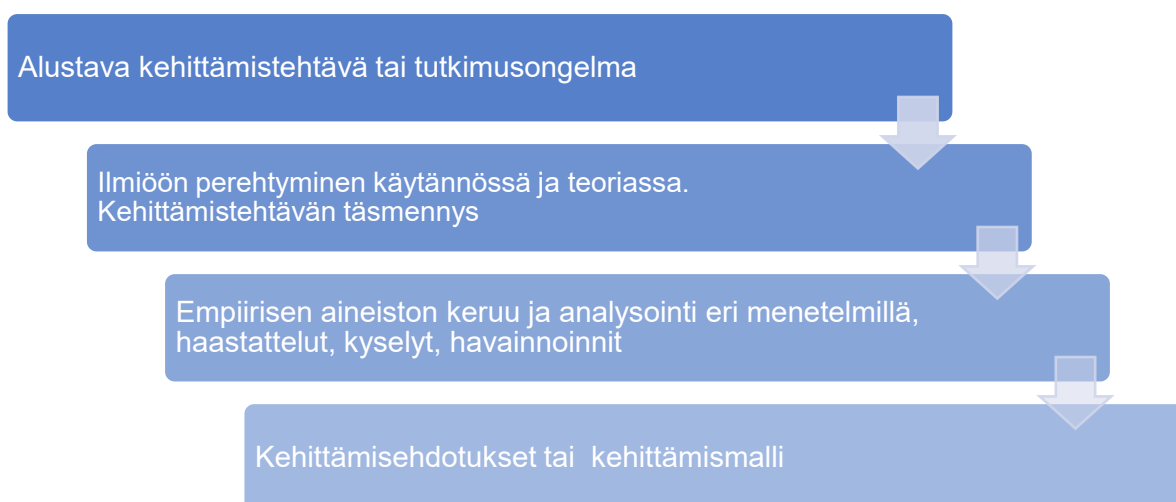 Alustava kehittämistehtävä tai tutkimusongelma
Ilmiöön perehtyminen käytännössä ja teoriassa.
Kehittämistehtävän täsmennys
Empiirisen aineiston keruu ja analysointi eri menetelmillä,
haastattelut, kyselyt, havainnoinnit
Kehittämisehdotukset tai  kehittämismalli